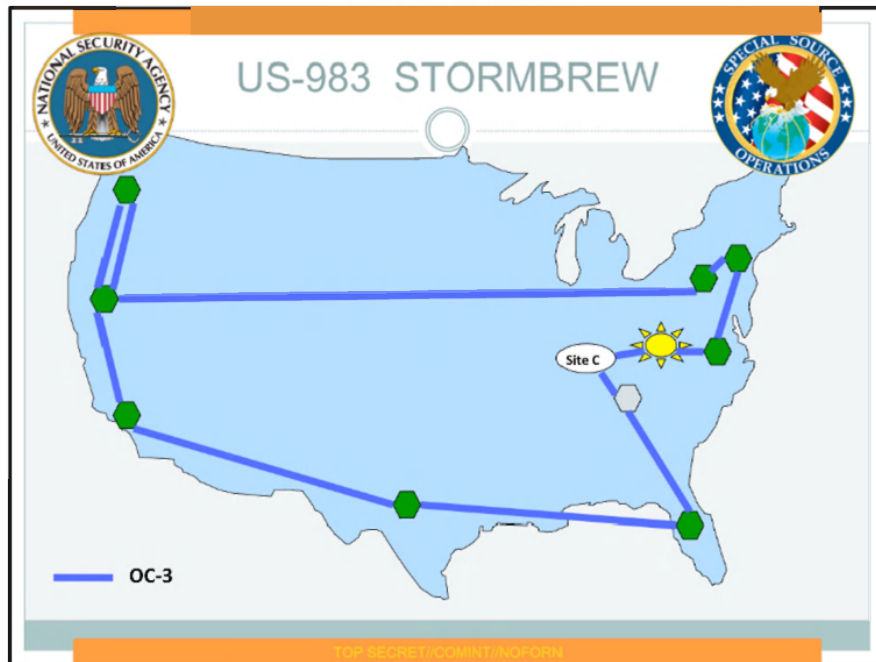 US-983 STORMBREW
NATIONAL SECURITY AGENCY
UNITED STATES OF AMERICA
SPECIAL SOURCE
OPERATIONS
Site C
OC-3
TOP SECRET//COMINT//NOFORN